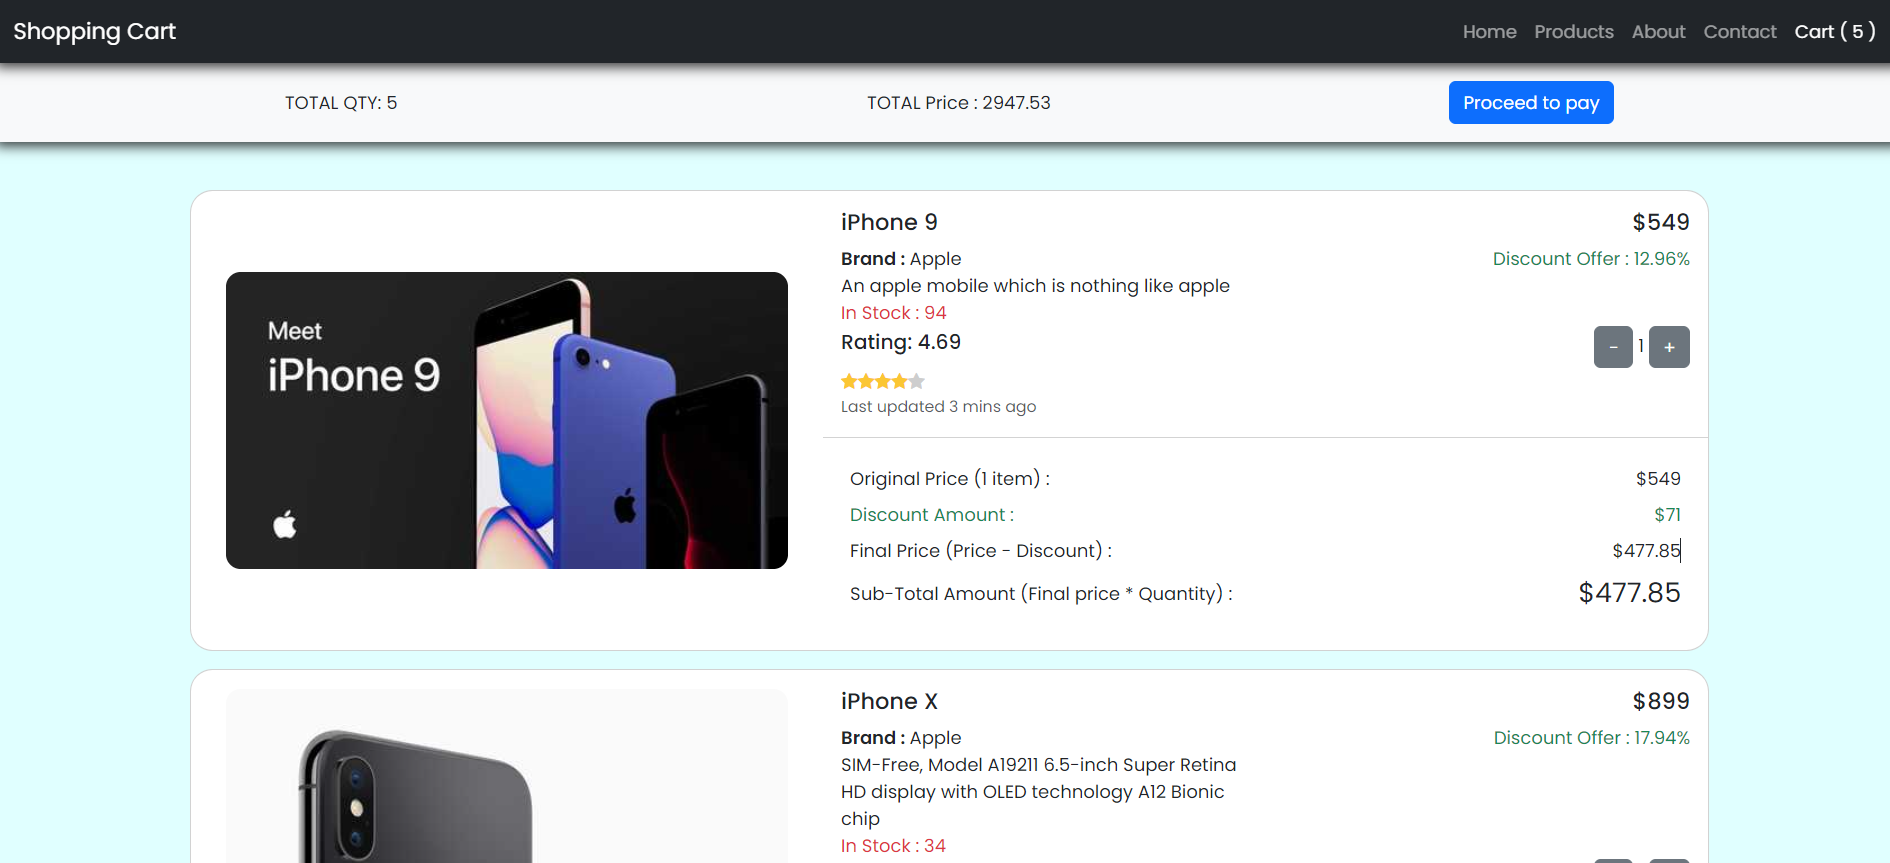 Shopping Cart
Home Products About Contact Cart ( 5 )
TOTAL QTY: 5
TOTAL Price : 2947.53
Proceed to pay
Meet
iPhone 9
iPhone 9
$549
Brand : Apple
Discount Offer : 12.96%
An apple mobile which is nothing like apple
In Stock : 94
Rating: 4.69
- 1 +
Last updated 3 mins ago
Original Price (1 item) :
$549
Discount Amount :
$71
Final Price (Price - Discount) :
$477.85
Sub-Total Amount (Final price * Quantity) :
$477.85
iPhone X
$899
Brand : Apple
Discount Offer : 17.94%
SIM-Free, Model A19211 6.5-inch Super Retina
HD display with OLED technology A12 Bionic
chip
In Stock : 34